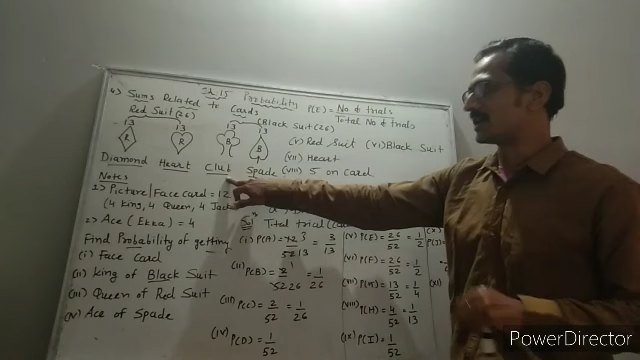 Ch.15 Probability
4) Sums Related to Cards
P(E) = No of trials / Total No of trials
Red Suit (26)
Black Suit (26)
13 13 13 13
R R B B
Diamond Heart Club Spade
(v) Red Suit (vi) Black Suit
(vii) Heart
(viii) 5 on Card
Notes
1) Picture/Face Card = 12
(4 King, 4 Queen, 4 Jack
2) Ace (Ekka) = 4
Find Probability of getting
(i) Face Card
(ii) King of Black Suit
(iii) Queen of Red Suit
(iv) Ace of Spade
Total trial (
(i) P(A) = 12/52 = 3/13
(ii) P(B) = 2/52 = 1/26
(iii) P(C) = 2/52 = 1/26
(iv) P(D) = 1/52
(v) P(E) = 26/52 = 1/2
(vi) P(F) = 26/52 = 1/2
= 13/52 = 1/4
(viii) P(H) = 4/52 = 1/13
(ix) P(I) = 1/52
(xi)
PowerDirector